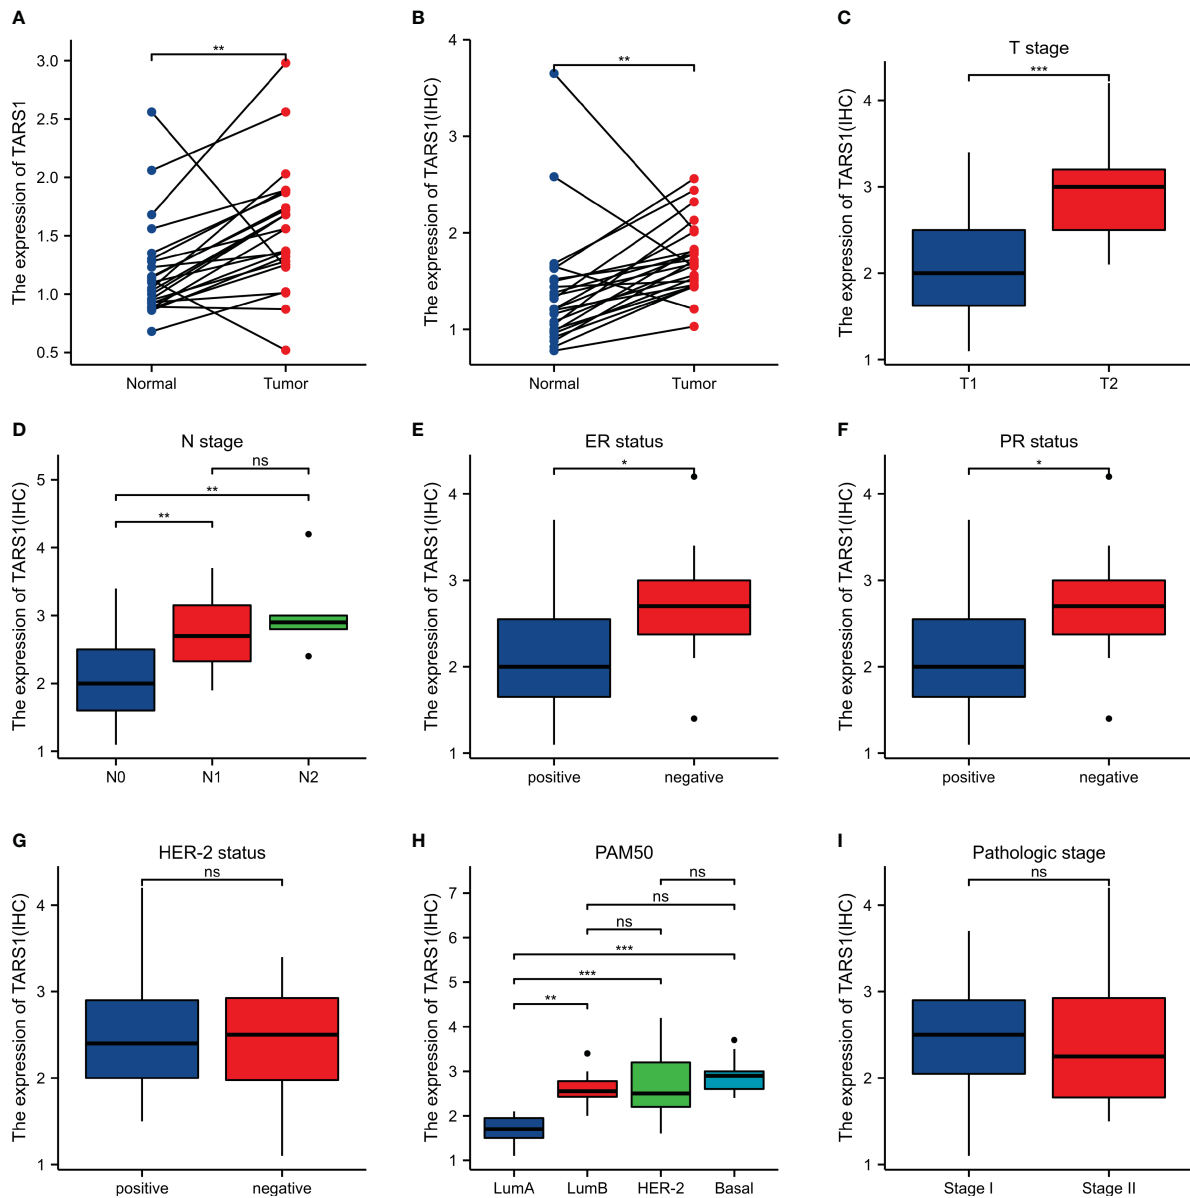 A
The expression of TARS1
3.0
2.5
2.0
1.5
1.0
0.5
**
Normal
Tumor
B
The expression of TARS1(IHC)
4
3
2
1
**
Normal
Tumor
C
T stage
The expression of TARS1(IHC)
4
3
2
1
***
T1
T2
D
N stage
The expression of TARS1(IHC)
5
4
3
2
1
ns
**
**
N0
N1
N2
E
ER status
The expression of TARS1(IHC)
4
3
2
1
*
positive
negative
F
PR status
The expression of TARS1(IHC)
4
3
2
1
*
positive
negative
G
HER-2 status
The expression of TARS1(IHC)
4
3
2
1
ns
positive
negative
H
PAM50
The expression of TARS1(IHC)
7
6
5
4
3
2
1
ns
ns
ns
***
***
**
LumA
LumB
HER-2
Basal
I
Pathologic stage
The expression of TARS1(IHC)
4
3
2
1
ns
Stage I
Stage II